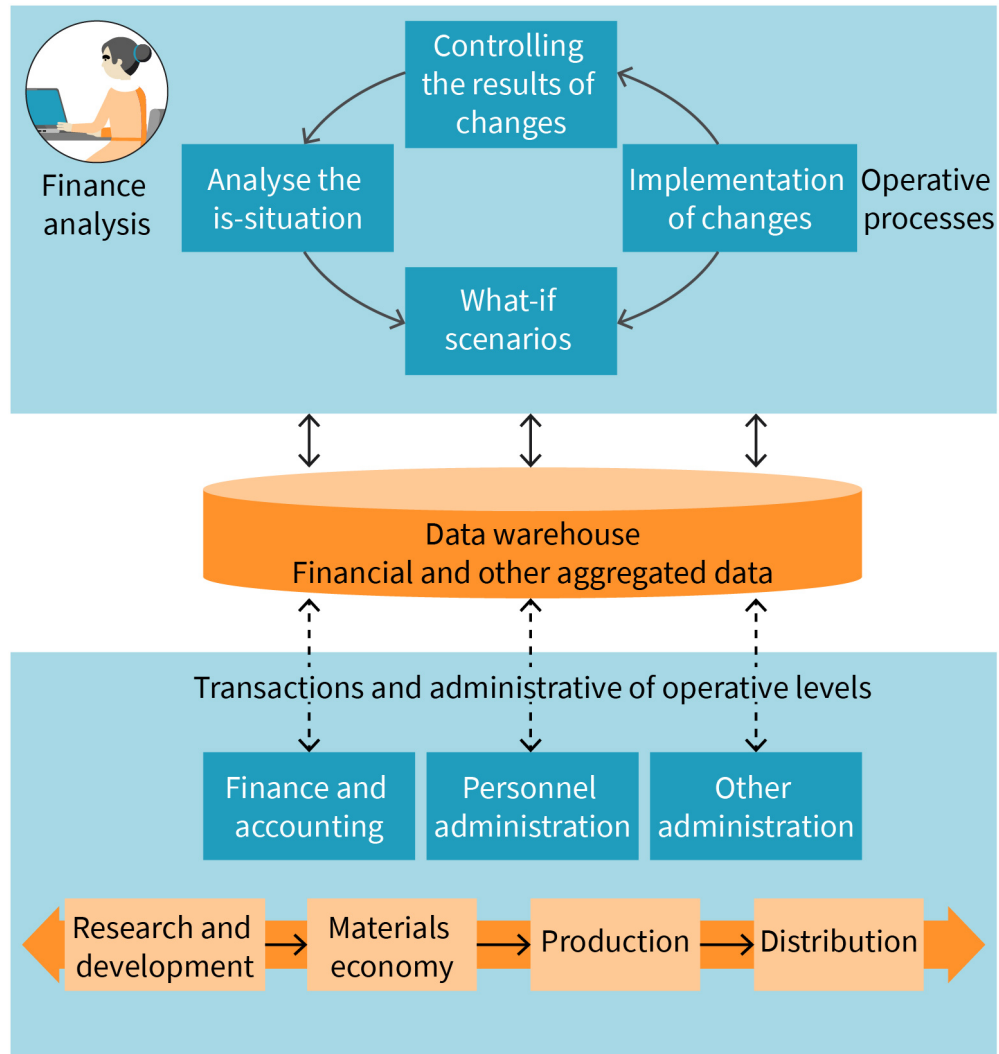 Controlling
the results of
changes
Finance
analysis
Analyse the
is-situation
Implementation
of changes
Operative
processes
What-if
scenarios
Data warehouse
Financial and other aggregated data
Transactions and administrative of operative levels
Finance and
accounting
Personnel
administration
Other
administration
Research and
development
Materials
economy
Production
Distribution